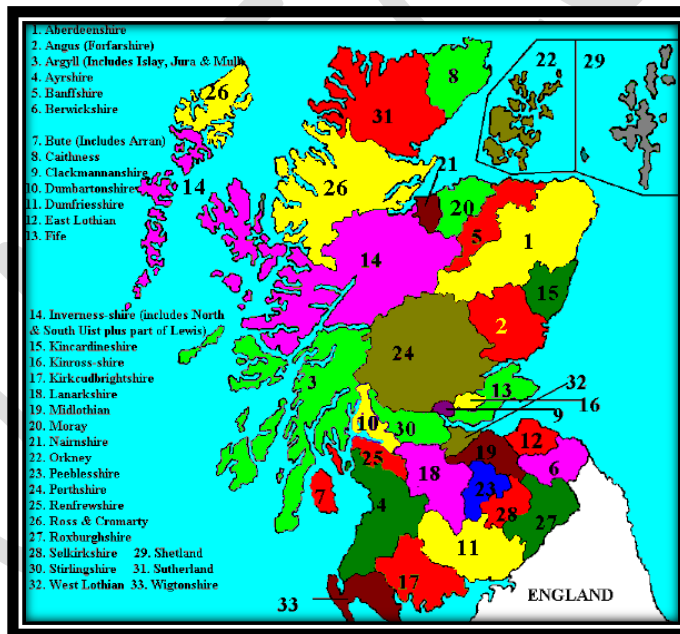 1. Aberdeenshire
2. Angus (Forfarshire)
3. Argyll (Includes Islay, Jura & Mull)
4. Ayrshire
5. Banffshire
6. Berwickshire
7. Bute (Includes Arran)
8. Caithness
9. Clackmannanshire
10. Dumbartonshire
11. Dumfriesshire
12. East Lothian
13. Fife
14. Inverness-shire (includes North
& South Uist plus part of Lewis)
15. Kincardineshire
16. Kinross-shire
17. Kirkcudbrightshire
18. Lanarkshire
19. Midlothian
20. Moray
21. Nairnshire
22. Orkney
23. Peeblesshire
24. Perthshire
25. Renfrewshire
26. Ross & Cromarty
27. Roxburghshire
28. Selkirkshire 29. Shetland
30. Stirlingshire 31. Sutherland
32. West Lothian 33. Wigtonshire
22 29
8
26
31
26
21
14
20
5
1
14
15
2
24
3
13
32
16
9
10
30
12
25
19
6
18
23
7
28
27
4
11
17
33
ENGLAND